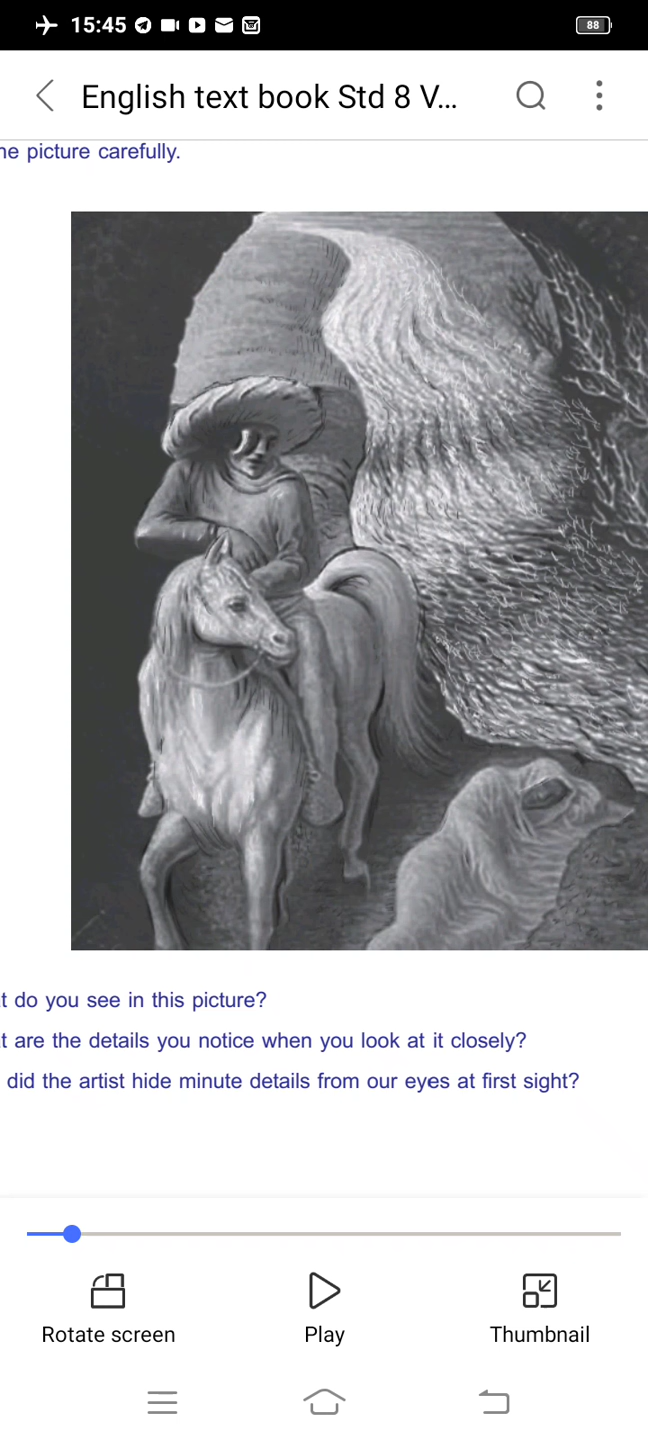 15:45
88
English text book Std 8 V...
he picture carefully.
t do you see in this picture?
t are the details you notice when you look at it closely?
did the artist hide minute details from our eyes at first sight?
Rotate screen
Play
Thumbnail